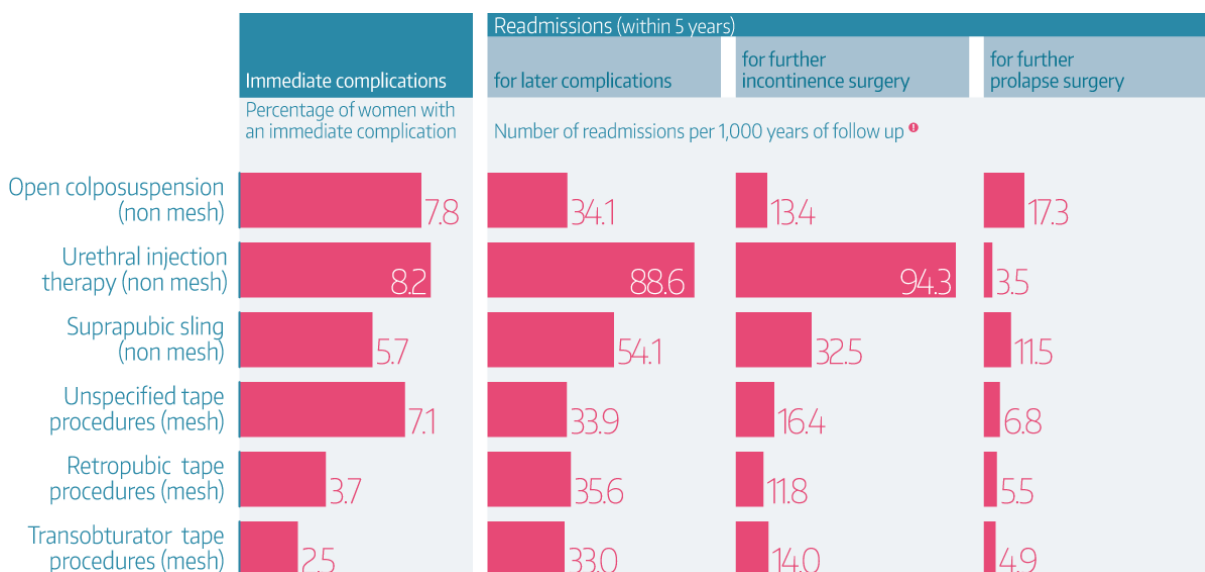 Readmissions (within 5 years)
Immediate complications
for later complications
for further
incontinence surgery
for further
prolapse surgery
Percentage of women with
an immediate complication
Number of readmissions per 1,000 years of follow up
Open colposuspension
(non mesh)
7.8
34.1
13.4
17.3
Urethral injection
therapy (non mesh)
8.2
88.6
94.3
3.5
Suprapubic sling
(non mesh)
5.7
54.1
32.5
11.5
Unspecified tape
procedures (mesh)
7.1
33.9
16.4
6.8
Retropubic tape
procedures (mesh)
3.7
35.6
11.8
5.5
Transobturator tape
procedures (mesh)
2.5
33.0
14.0
4.9